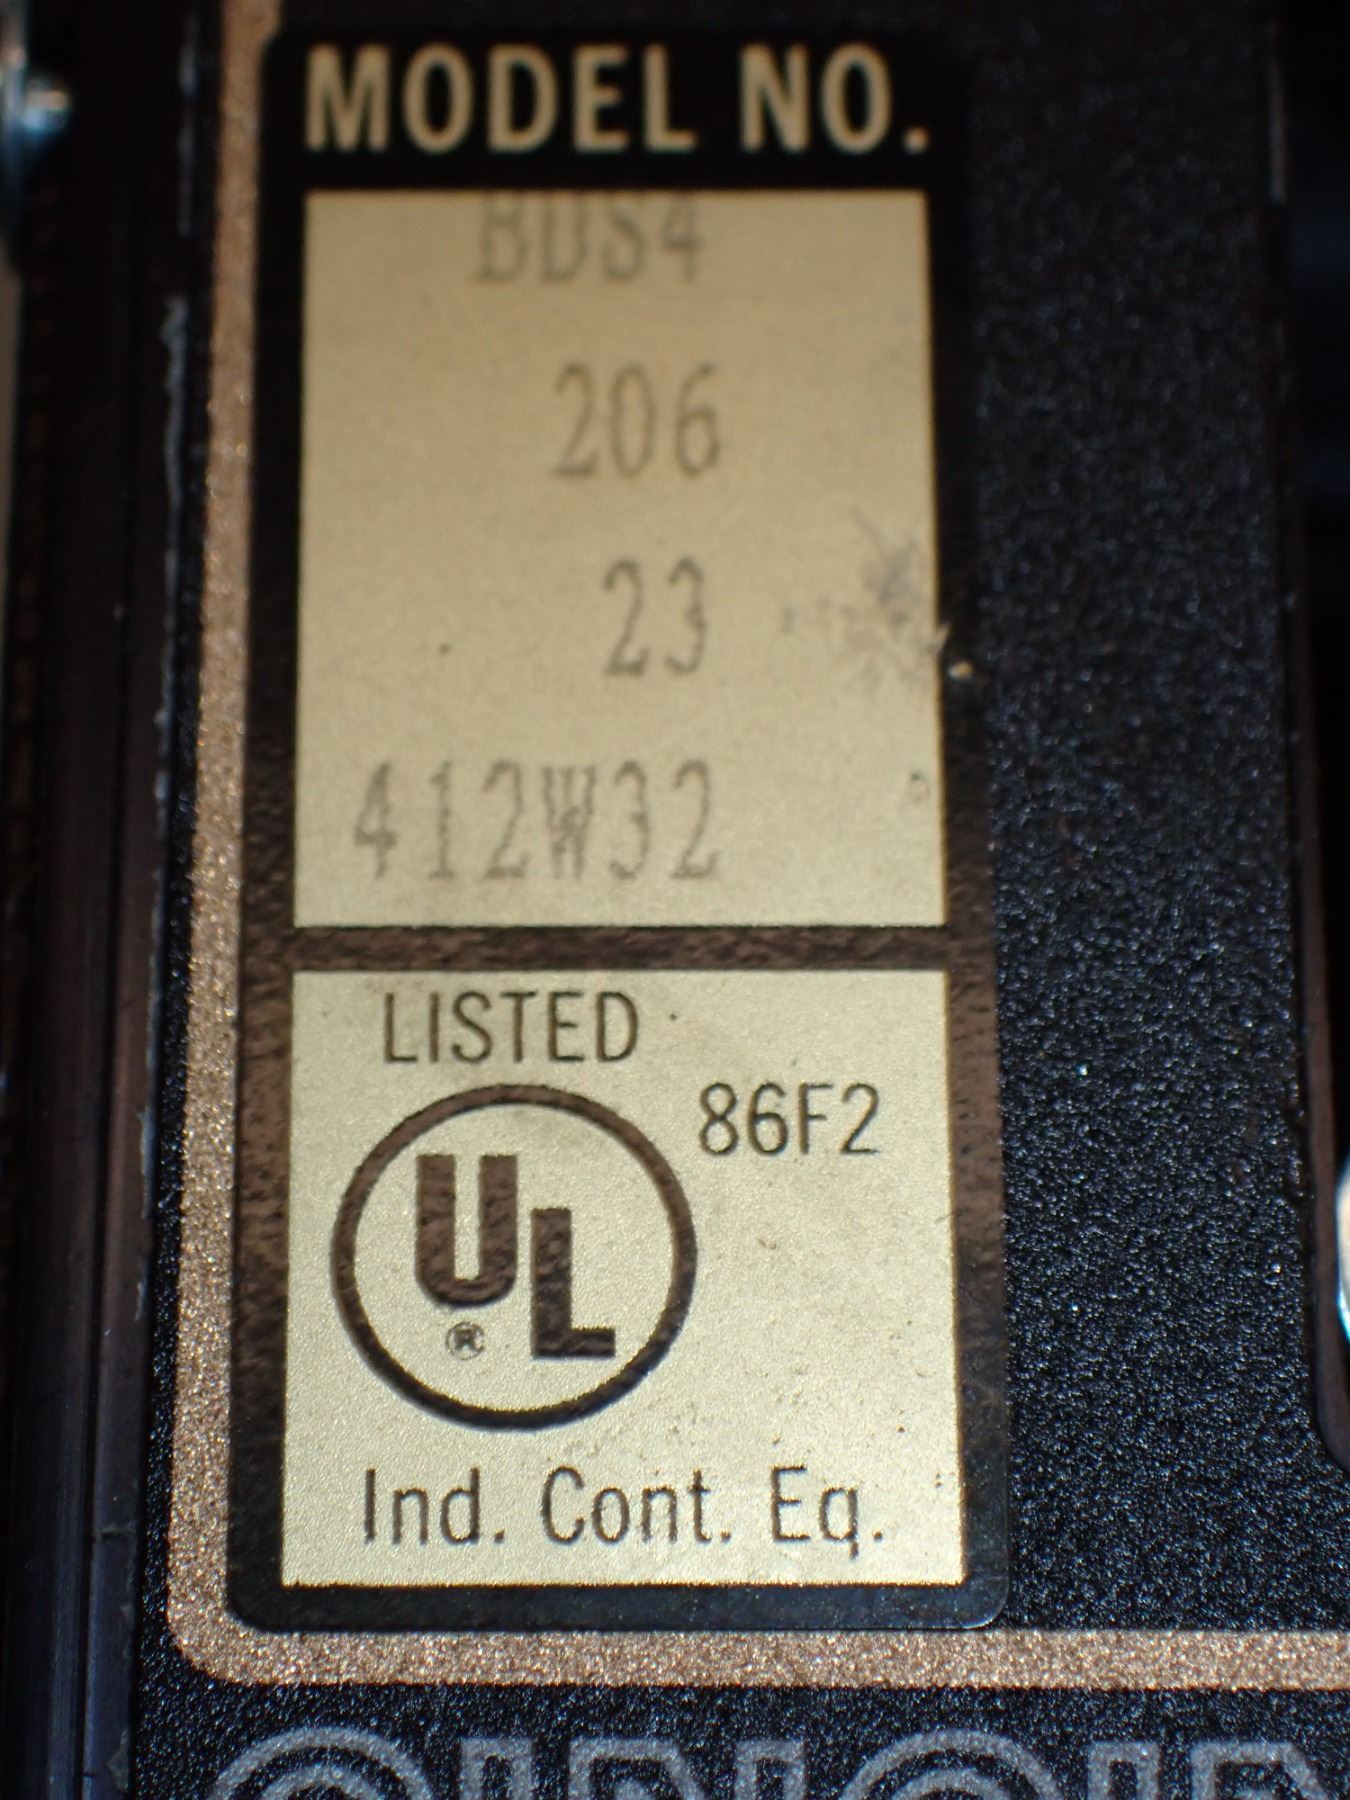 MODEL NO.
BDS4
206
23
412W32
LISTED
86F2
UL
®
Ind. Cont. Eq.